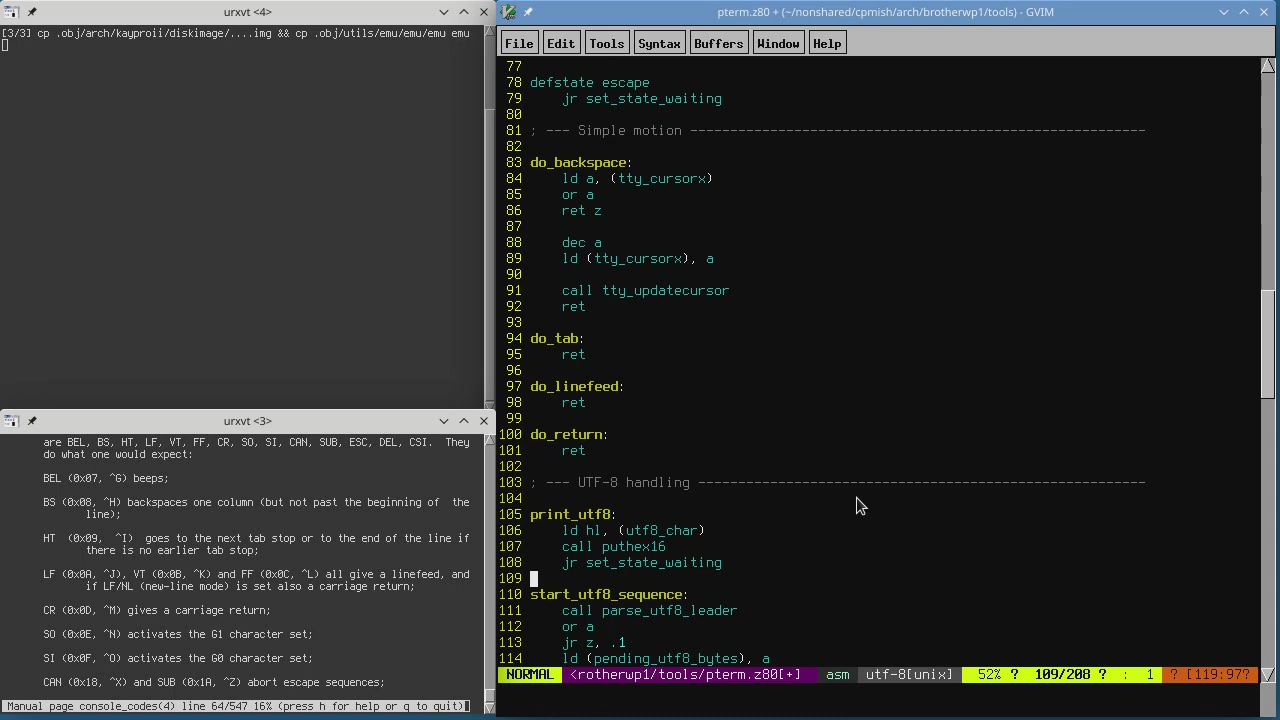 urxvt <4>
[3/3] cp .obj/arch/kayproii/diskimage/....img && cp .obj/utils/emu/emu/emu emu
urxvt <3>
are BEL, BS, HT, LF, VT, FF, CR, SO, SI, CAN, SUB, ESC, DEL, CSI.  They
do what one would expect:
BEL (0x07, ^G) beeps;
BS (0x08, ^H) backspaces one column (but not past the beginning of  the
line);
HT  (0x09,  ^I)  goes to the next tab stop or to the end of the line if
there is no earlier tab stop;
LF (0x0A, ^J), VT (0x0B, ^K) and FF (0x0C, ^L) all give a linefeed, and
if LF/NL (new-line mode) is set also a carriage return;
CR (0x0D, ^M) gives a carriage return;
SO (0x0E, ^N) activates the G1 character set;
SI (0x0F, ^O) activates the G0 character set;
CAN (0x18, ^X) and SUB (0x1A, ^Z) abort escape sequences;
Manual page console_codes(4) line 64/547 16% (press h for help or q to quit)
pterm.z80 + (~/nonshared/cpmish/arch/brotherwp1/tools) - GVIM
File Edit Tools Syntax Buffers Window Help
77
78 defstate escape
79     jr set_state_waiting
80
81 ; --- Simple motion ---------------------------------------------------------
82
83 do_backspace:
84     ld a, (tty_cursorx)
85     or a
86     ret z
87
88     dec a
89     ld (tty_cursorx), a
90
91     call tty_updatecursor
92     ret
93
94 do_tab:
95     ret
96
97 do_linefeed:
98     ret
99
100 do_return:
101     ret
102
103 ; --- UTF-8 handling --------------------------------------------------------
104
105 print_utf8:
106     ld hl, (utf8_char)
107     call puthex16
108     jr set_state_waiting
109
110 start_utf8_sequence:
111     call parse_utf8_leader
112     or a
113     jr z, .1
114     ld (pending_utf8_bytes), a
NORMAL <rotherwp1/tools/pterm.z80[+] asm utf-8[unix] 52% ? 109/208 ? : 1 ? [119:97?